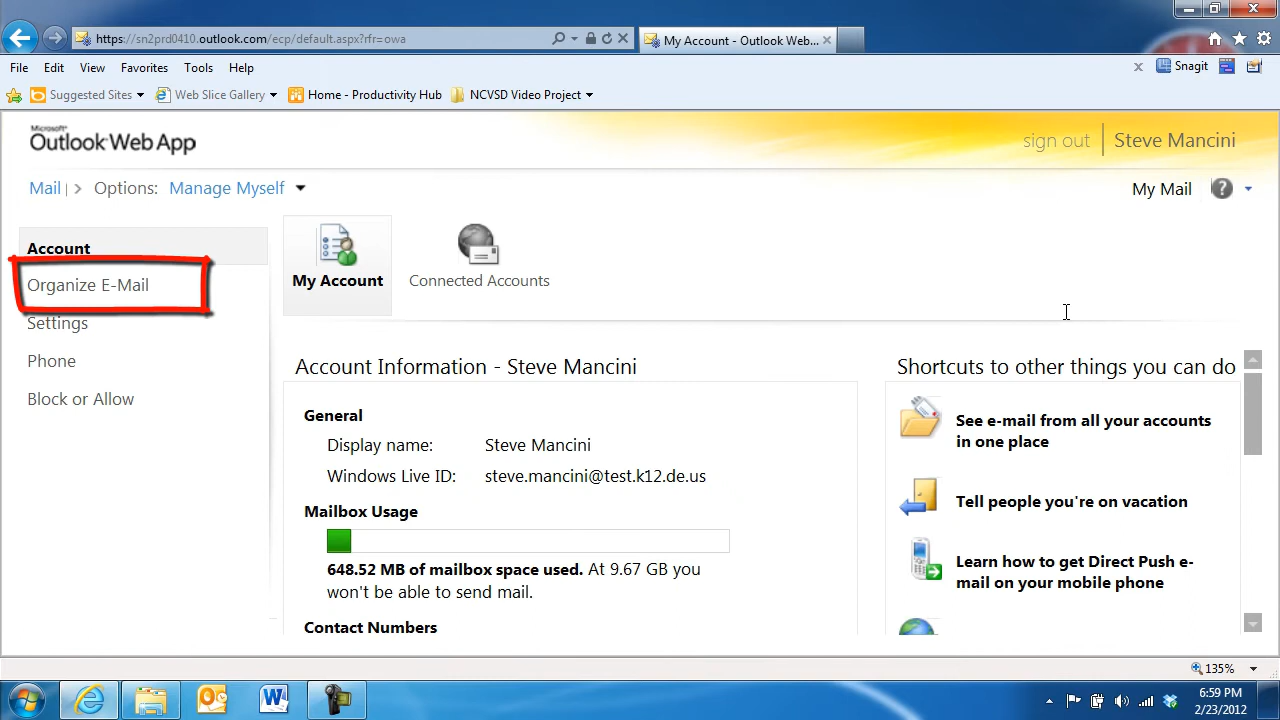 https://sn2prd0410.outlook.com/ecp/default.aspx?rfr=owa
My Account - Outlook Web...
File Edit View Favorites Tools Help
Snagit
Suggested Sites Web Slice Gallery Home - Productivity Hub NCVSD Video Project
Microsoft
Outlook Web App
sign out Steve Mancini
Mail Options: Manage Myself
My Mail ?
Account
Organize E-Mail
Settings
Phone
Block or Allow
My Account
Connected Accounts
Account Information - Steve Mancini
General
Display name: Steve Mancini
Windows Live ID: steve.mancini@test.k12.de.us
Mailbox Usage
648.52 MB of mailbox space used. At 9.67 GB you
won't be able to send mail.
Contact Numbers
Shortcuts to other things you can do
See e-mail from all your accounts
in one place
Tell people you're on vacation
Learn how to get Direct Push e-
mail on your mobile phone
135%
6:59 PM
2/23/2012